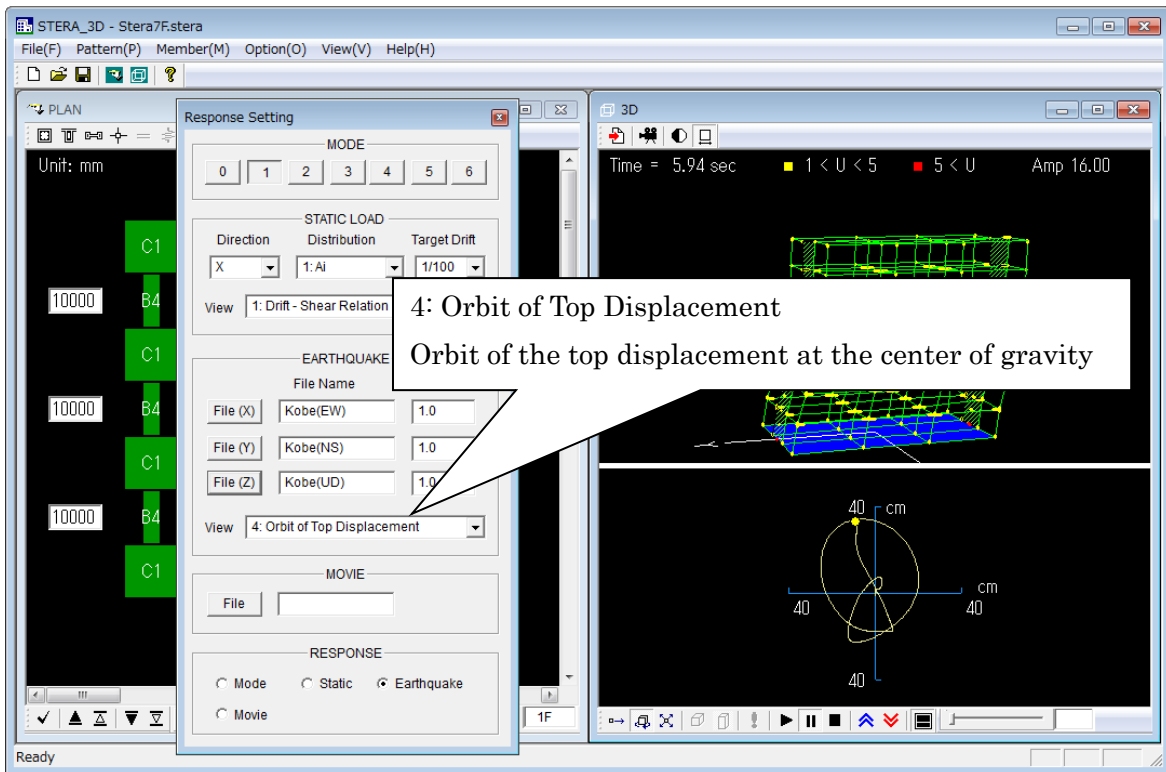 STERA_3D - Stera7F.stera
File(F) Pattern(P) Member(M) Option(O) View(V) Help(H)
PLAN
Unit: mm
C1
10000 B4
C1
10000 B4
C1
10000 B4
C1
1F
Response Setting
MODE
0 1 2 3 4 5 6
STATIC LOAD
Direction Distribution Target Drift
X 1: Ai 1/100
View 1: Drift - Shear Relation
EARTHQUAKE
File Name
File (X) Kobe(EW) 1.0
File (Y) Kobe(NS) 1.0
File (Z) Kobe(UD) 1.0
View 4: Orbit of Top Displacement
MOVIE
File
RESPONSE
Mode Static Earthquake
Movie
4: Orbit of Top Displacement
Orbit of the top displacement at the center of gravity
3D
Time = 5.94 sec 1 < U < 5 5 < U Amp 16.00
40 cm
cm
40 40
40
Ready